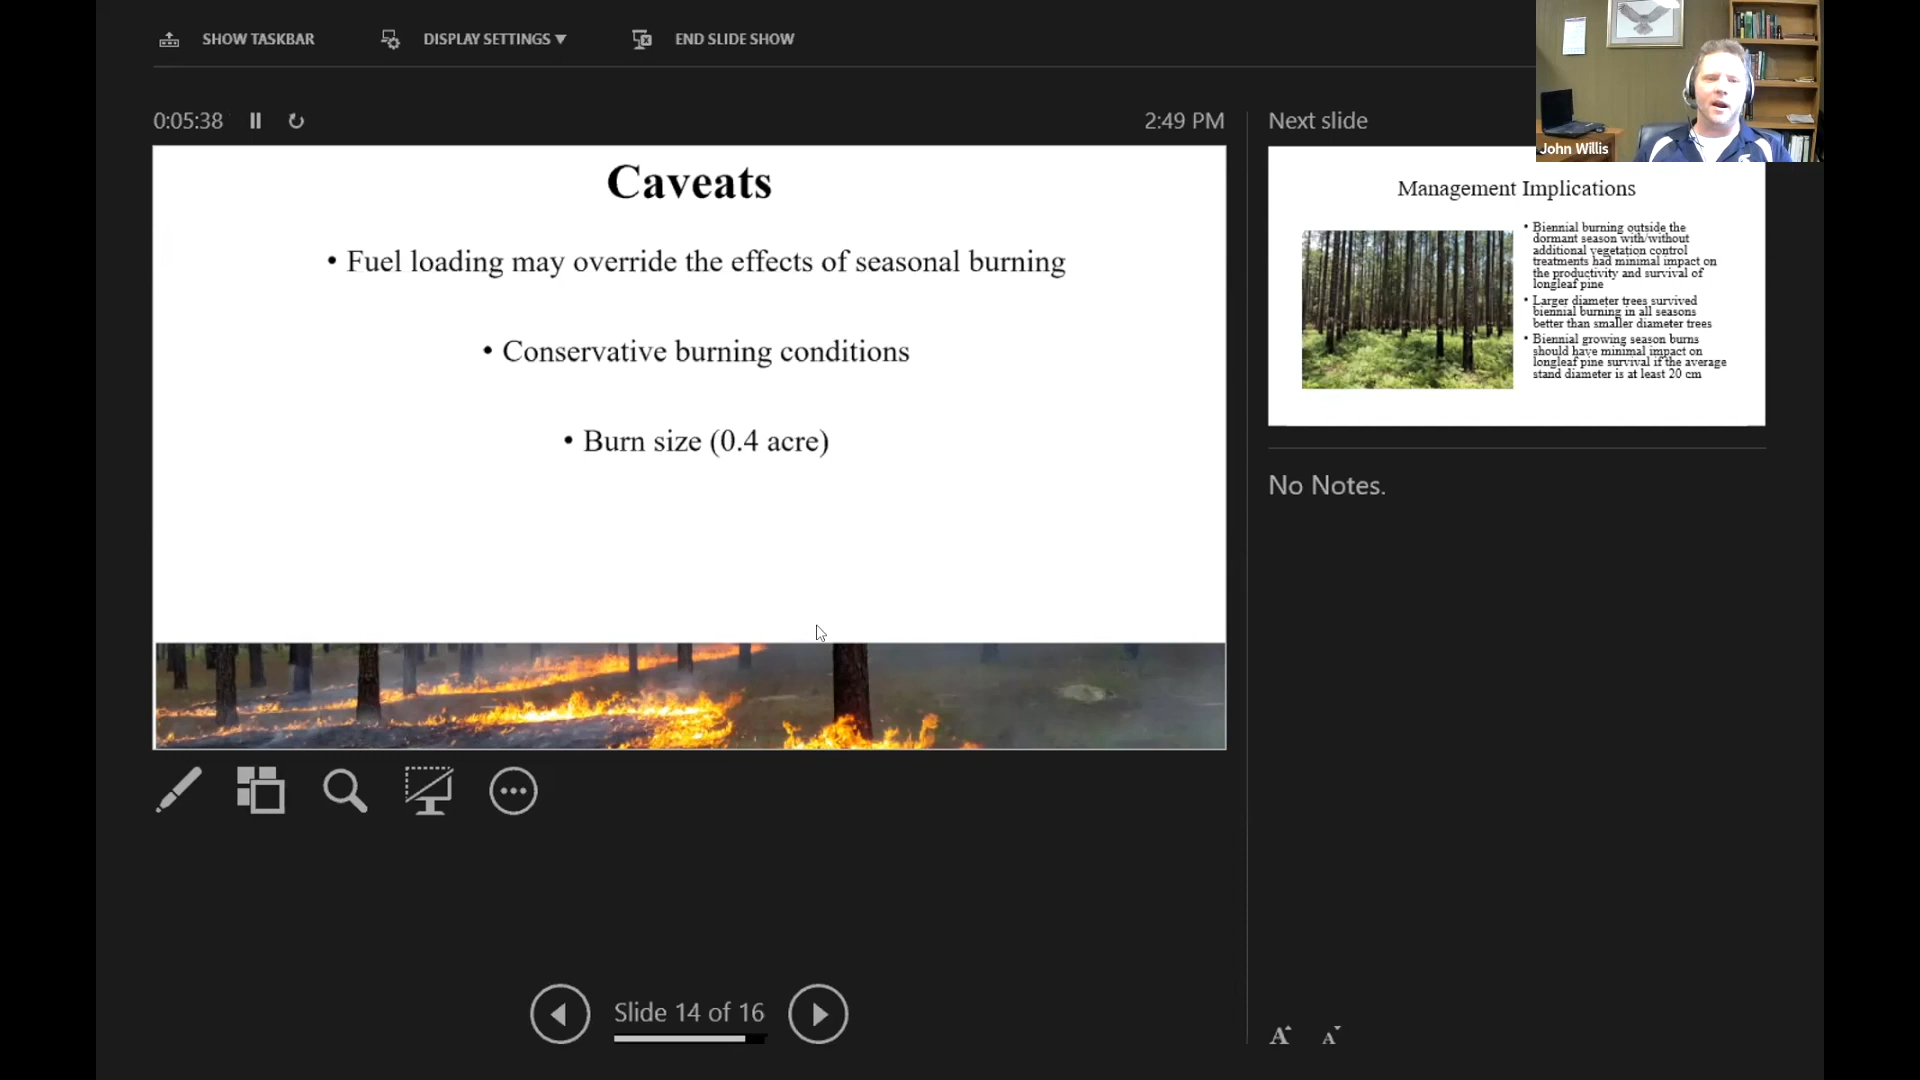 SHOW TASKBAR
DISPLAY SETTINGS ▼
END SLIDE SHOW
0:05:38
2:49 PM
Caveats
• Fuel loading may override the effects of seasonal burning
• Conservative burning conditions
• Burn size (0.4 acre)
Slide 14 of 16
Next slide
John Willis
Management Implications
• Biennial burning outside the
dormant season with/without
additional vegetation control
treatments had minimal impact on
the productivity and survival of
longleaf pine
• Larger diameter trees survived
biennial burning in all seasons
better than smaller diameter trees
• Biennial growing season burns
should have minimal impact on
longleaf pine survival if the average
stand diameter is at least 20 cm
No Notes.
A A